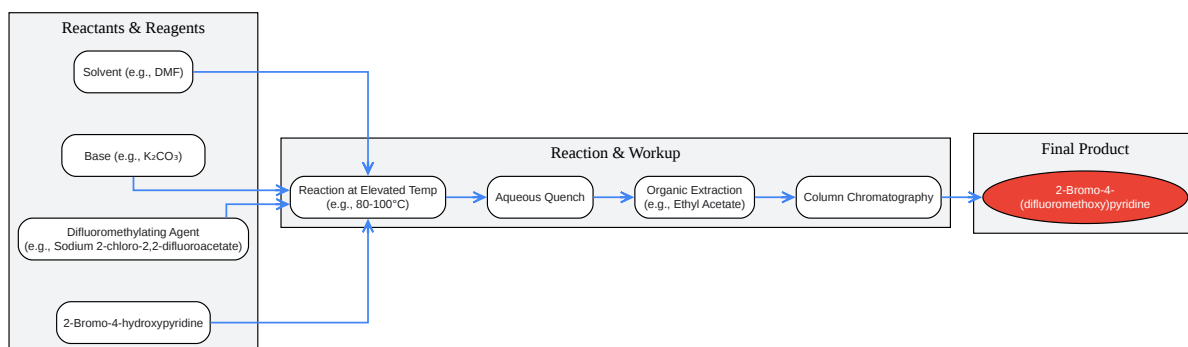 Reactants & Reagents
Solvent (e.g., DMF)
Base (e.g., K₂CO₃)
Difluoromethylating Agent
(e.g., Sodium 2-chloro-2,2-difluoroacetate)
2-Bromo-4-hydroxypyridine
Reaction & Workup
Reaction at Elevated Temp
(e.g., 80-100°C)
Aqueous Quench
Organic Extraction
(e.g., Ethyl Acetate)
Column Chromatography
Final Product
2-Bromo-4-
(difluoromethoxy)pyridine